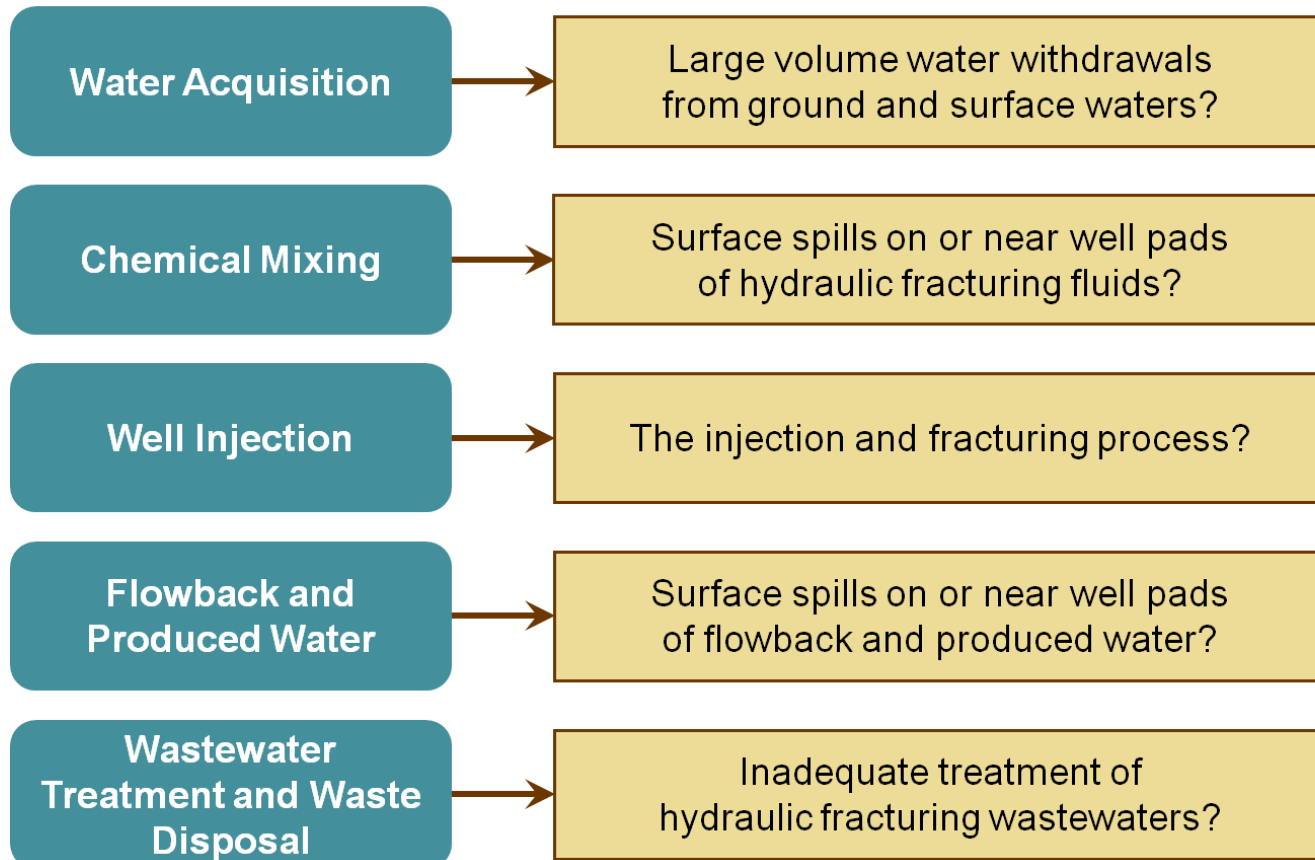 Water Acquisition
Large volume water withdrawals
from ground and surface waters?
Chemical Mixing
Surface spills on or near well pads
of hydraulic fracturing fluids?
Well Injection
The injection and fracturing process?
Flowback and
Produced Water
Surface spills on or near well pads
of flowback and produced water?
Wastewater
Treatment and Waste
Disposal
Inadequate treatment of
hydraulic fracturing wastewaters?